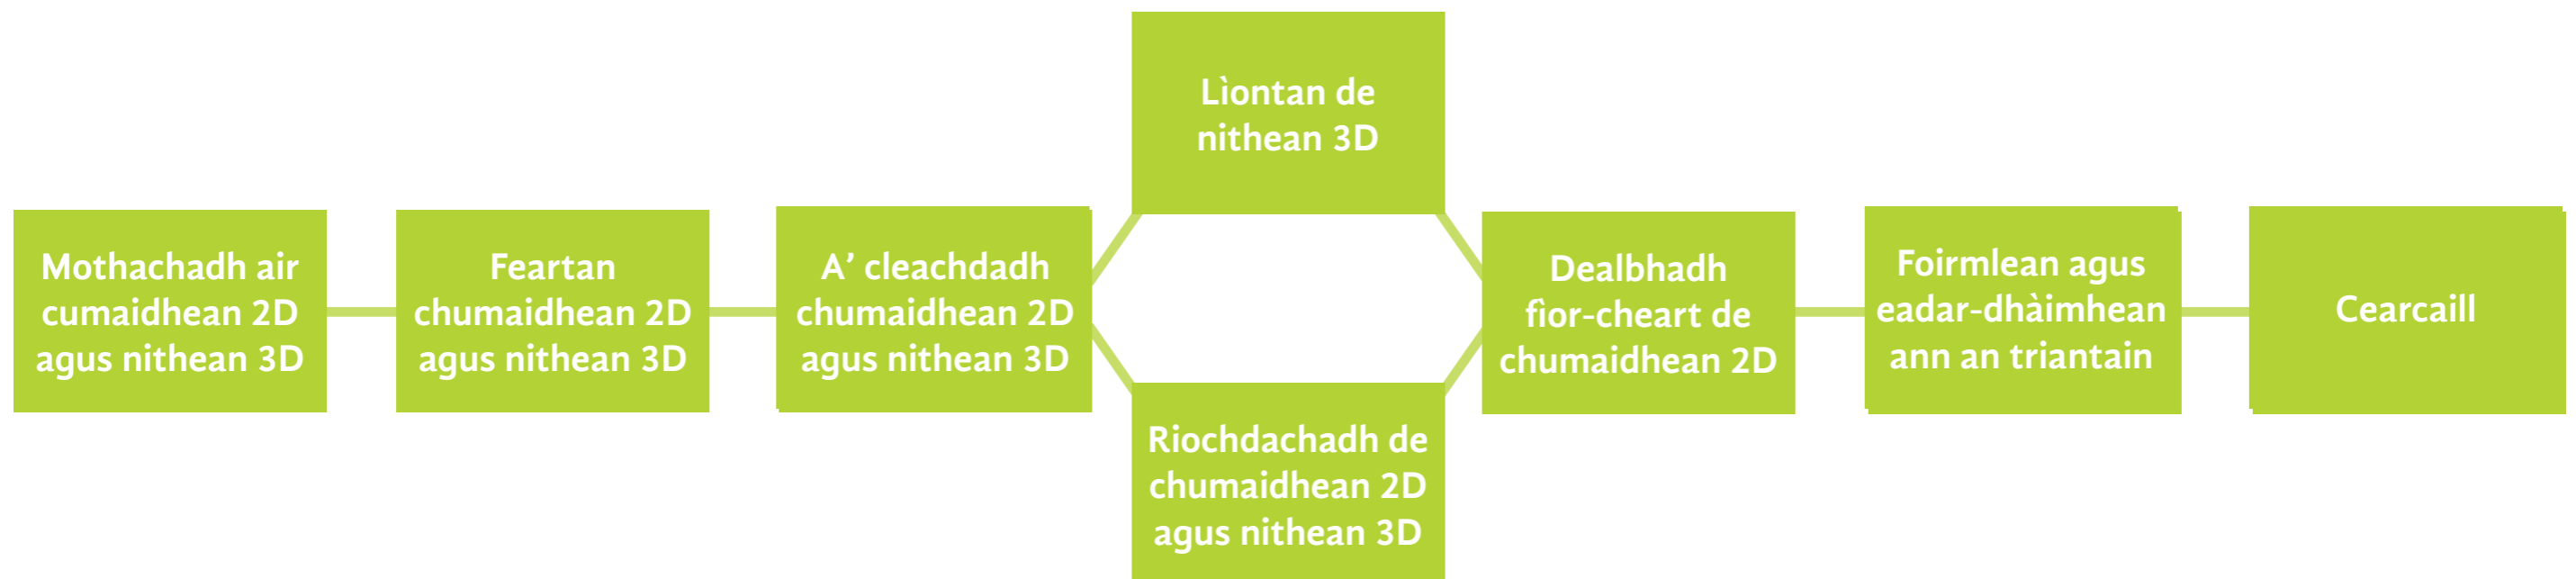 Mothachadh air
cumaidhean 2D
agus nithean 3D
Feartan
chumaidhean 2D
agus nithean 3D
A’ cleachdadh
chumaidhean 2D
agus nithean 3D
Lìontan de
nithean 3D
Riochdachadh de
chumaidhean 2D
agus nithean 3D
Dealbhadh
fìor-cheart de
chumaidhean 2D
Foirmlean agus
eadar-dhàimhean
ann an triantain
Cearcaill